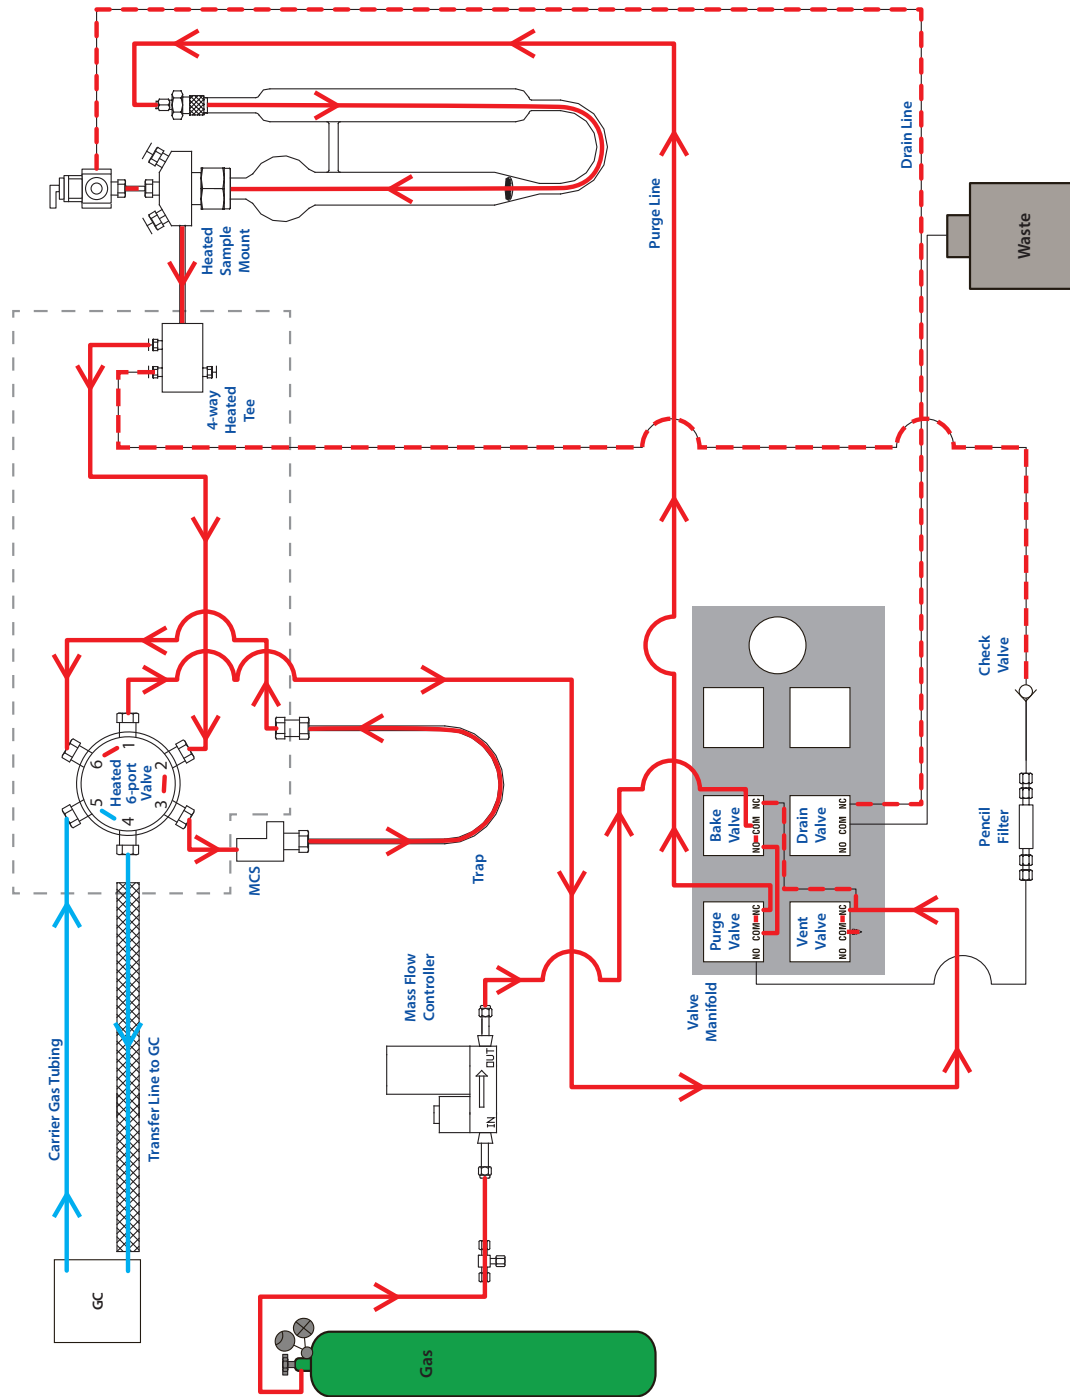 Drain Line
Purge Line
Waste
Heated
Sample
Mount
4-way
Heated
Tee
Check
Valve
Pencil
Filter
1
2
3
4
5
6
Heated
6-port
Valve
MCS
Trap
Bake
Valve
NO COM NC
Drain
Valve
NO COM NC
Purge
Valve
NO COM NC
Vent
Valve
NO COM NC
Valve
Manifold
Mass Flow
Controller
IN
OUT
Carrier Gas Tubing
Transfer Line to GC
GC
Gas